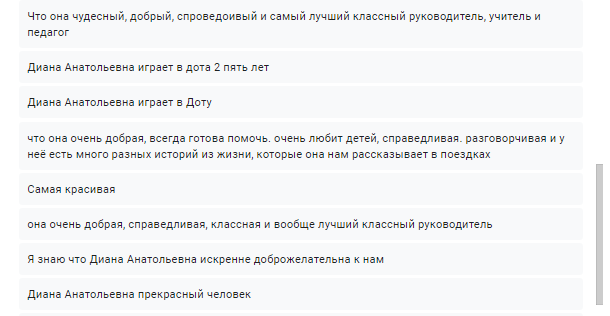 Что она чудесный, добрый, спроведоивый и самый лучший классный руководитель, учитель и
педагог
Диана Анатольевна играет в дота 2 пять лет
Диана Анатольевна играет в Доту
что она очень добрая, всегда готова помочь. очень любит детей, справедливая. разговорчивая и у
неё есть много разных историй из жизни, которые она нам рассказывает в поездках
Самая красивая
она очень добрая, справедливая, классная и вообще лучший классный руководитель
Я знаю что Диана Анатольевна искренне доброжелательна к нам
Диана Анатольевна прекрасный человек